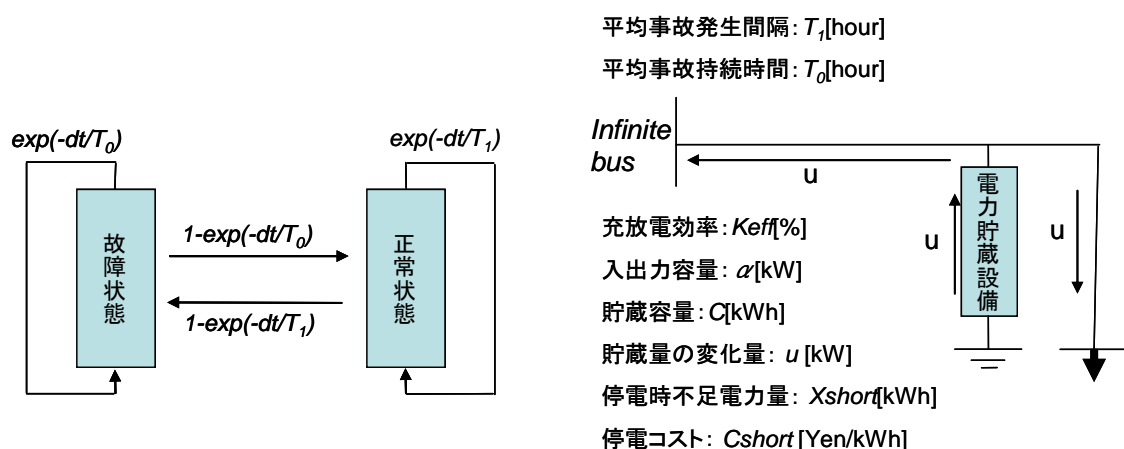 exp(-dt/T0)
exp(-dt/T1)
故障状態
1-exp(-dt/T0)
1-exp(-dt/T1)
正常状態
平均事故発生間隔: T1[hour]
平均事故持続時間: T0[hour]
Infinite
bus
u
電力貯蔵設備
u
u
充放電効率: Keff[%]
入出力容量: α[kW]
貯蔵容量: C[kWh]
貯蔵量の変化量: u [kW]
停電時不足電力量: Xshort[kWh]
停電コスト: Cshort [Yen/kWh]